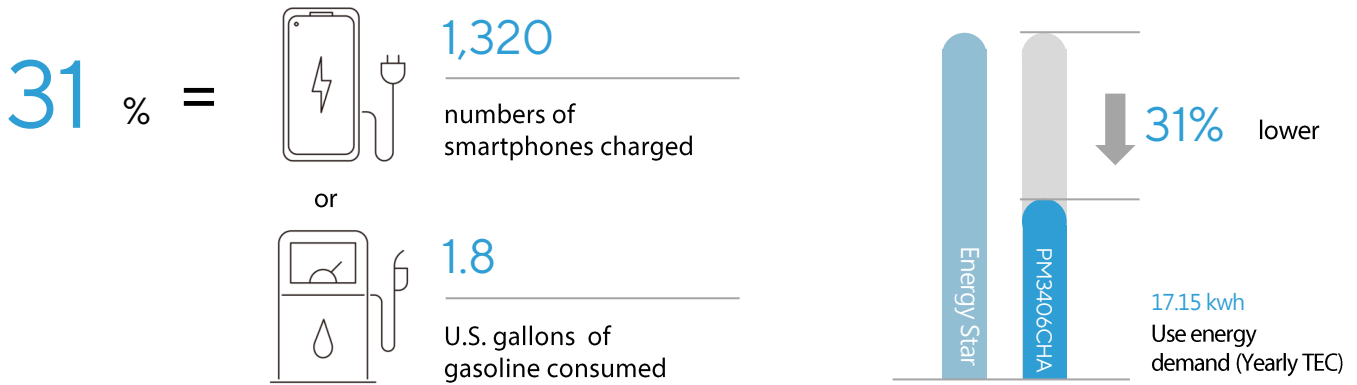 31 % =
1,320
numbers of
smartphones charged
or
1.8
U.S. gallons of
gasoline consumed
Energy Star
PM3406CHA
31% lower
17.15 kwh
Use energy
demand (Yearly TEC)